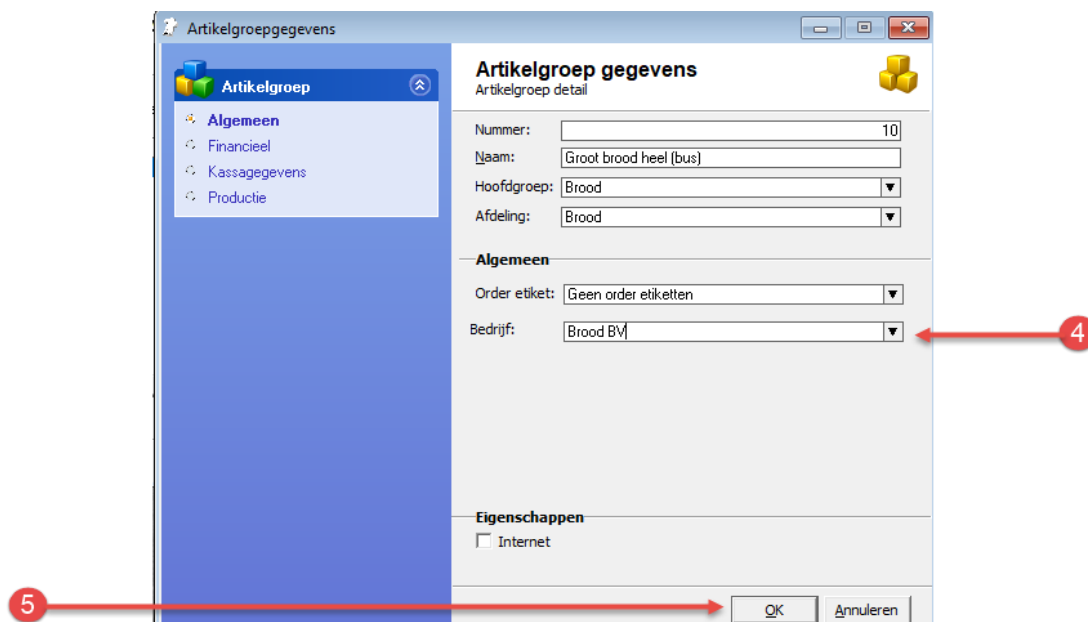 Artikelgroepgegevens
Artikelgroep
Algemeen
Financieel
Kassagegevens
Productie
Artikelgroep gegevens
Artikelgroep detail
Nummer: 10
Naam: Groot brood heel (bus)
Hoofdgroep: Brood
Afdeling: Brood
Algemeen
Order etiket: Geen order etiketten
Bedrijf: Brood BV
4
Eigenschappen
Internet
5
OK Annuleren